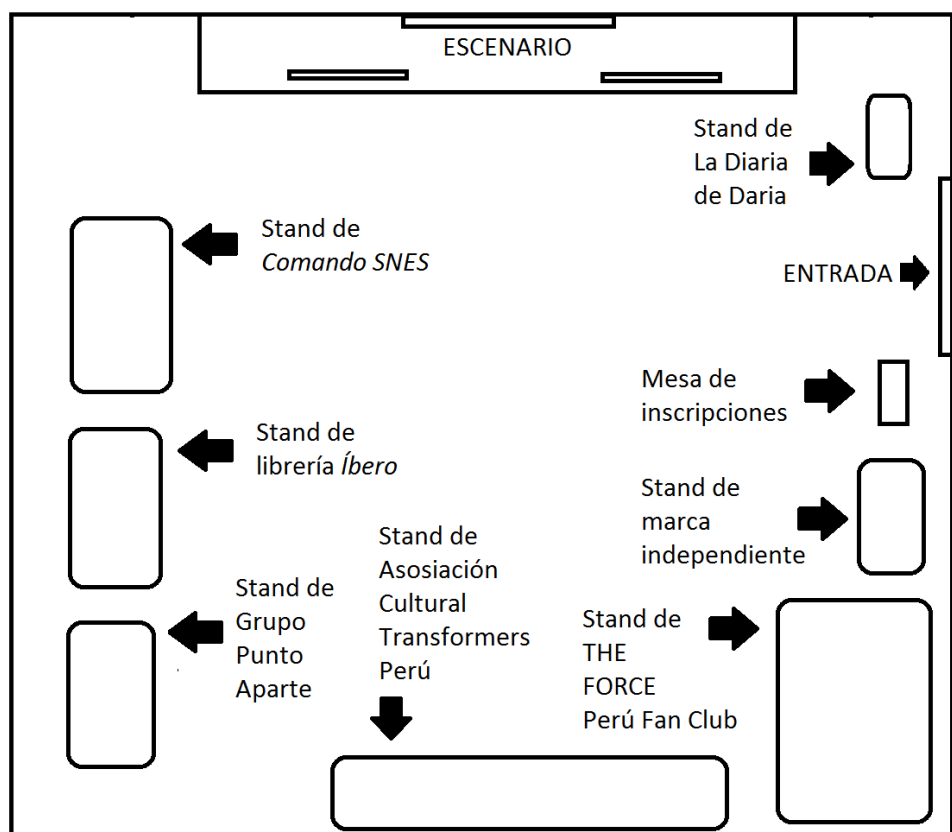 ESCENARIO
Stand de
La Diaria
de Daria
Stand de
Comando SNES
ENTRADA
Mesa de
inscripciones
Stand de
librería Íbero
Stand de
marca
independiente
Stand de
Asosiación
Cultural
Transformers
Perú
Stand de
Grupo
Punto
Aparte
Stand de
THE
FORCE
Perú Fan Club